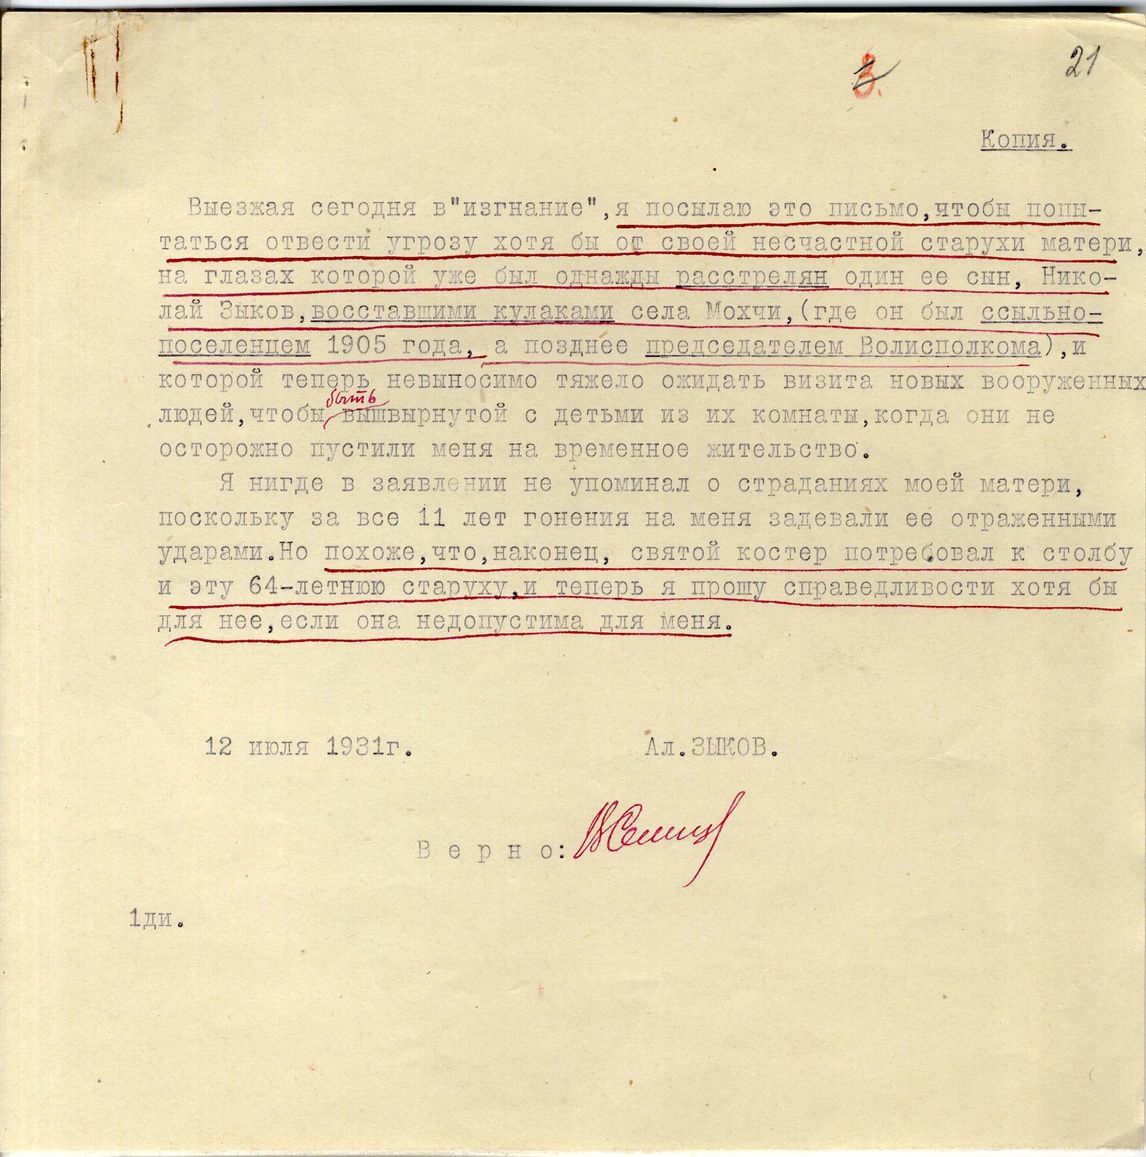 3.
21
Копия.
Выезжая сегодня в"изгнание",я посылаю это письмо,чтобы попы-
таться отвести угрозу хотя бы от своей несчастной старухи матери,
на глазах которой уже был однажды расстрелян один ее сын, Нико-
лай Зыков,восставшими кулаками села Мохчи,(где он был ссыльно-
поселенцем 1905 года, а позднее председателем Волисполкома),и
которой теперь невыносимо тяжело ожидать визита новых вооруженных
быть
людей,чтобы вышвырнутой с детьми из их комнаты,когда они не
осторожно пустили меня на временное жительство.
Я нигде в заявлении не упоминал о страданиях моей матери,
поскольку за все 11 лет гонения на меня задевали ее отраженными
ударами.Но похоже,что,наконец, святой костер потребовал к столбу
и эту 64-летнюю старуху,и теперь я прошу справедливости хотя бы
для нее,если она недопустима для меня.
12 июля 1931г. Ал.ЗЫКОВ.
В е р н о:
1ди.